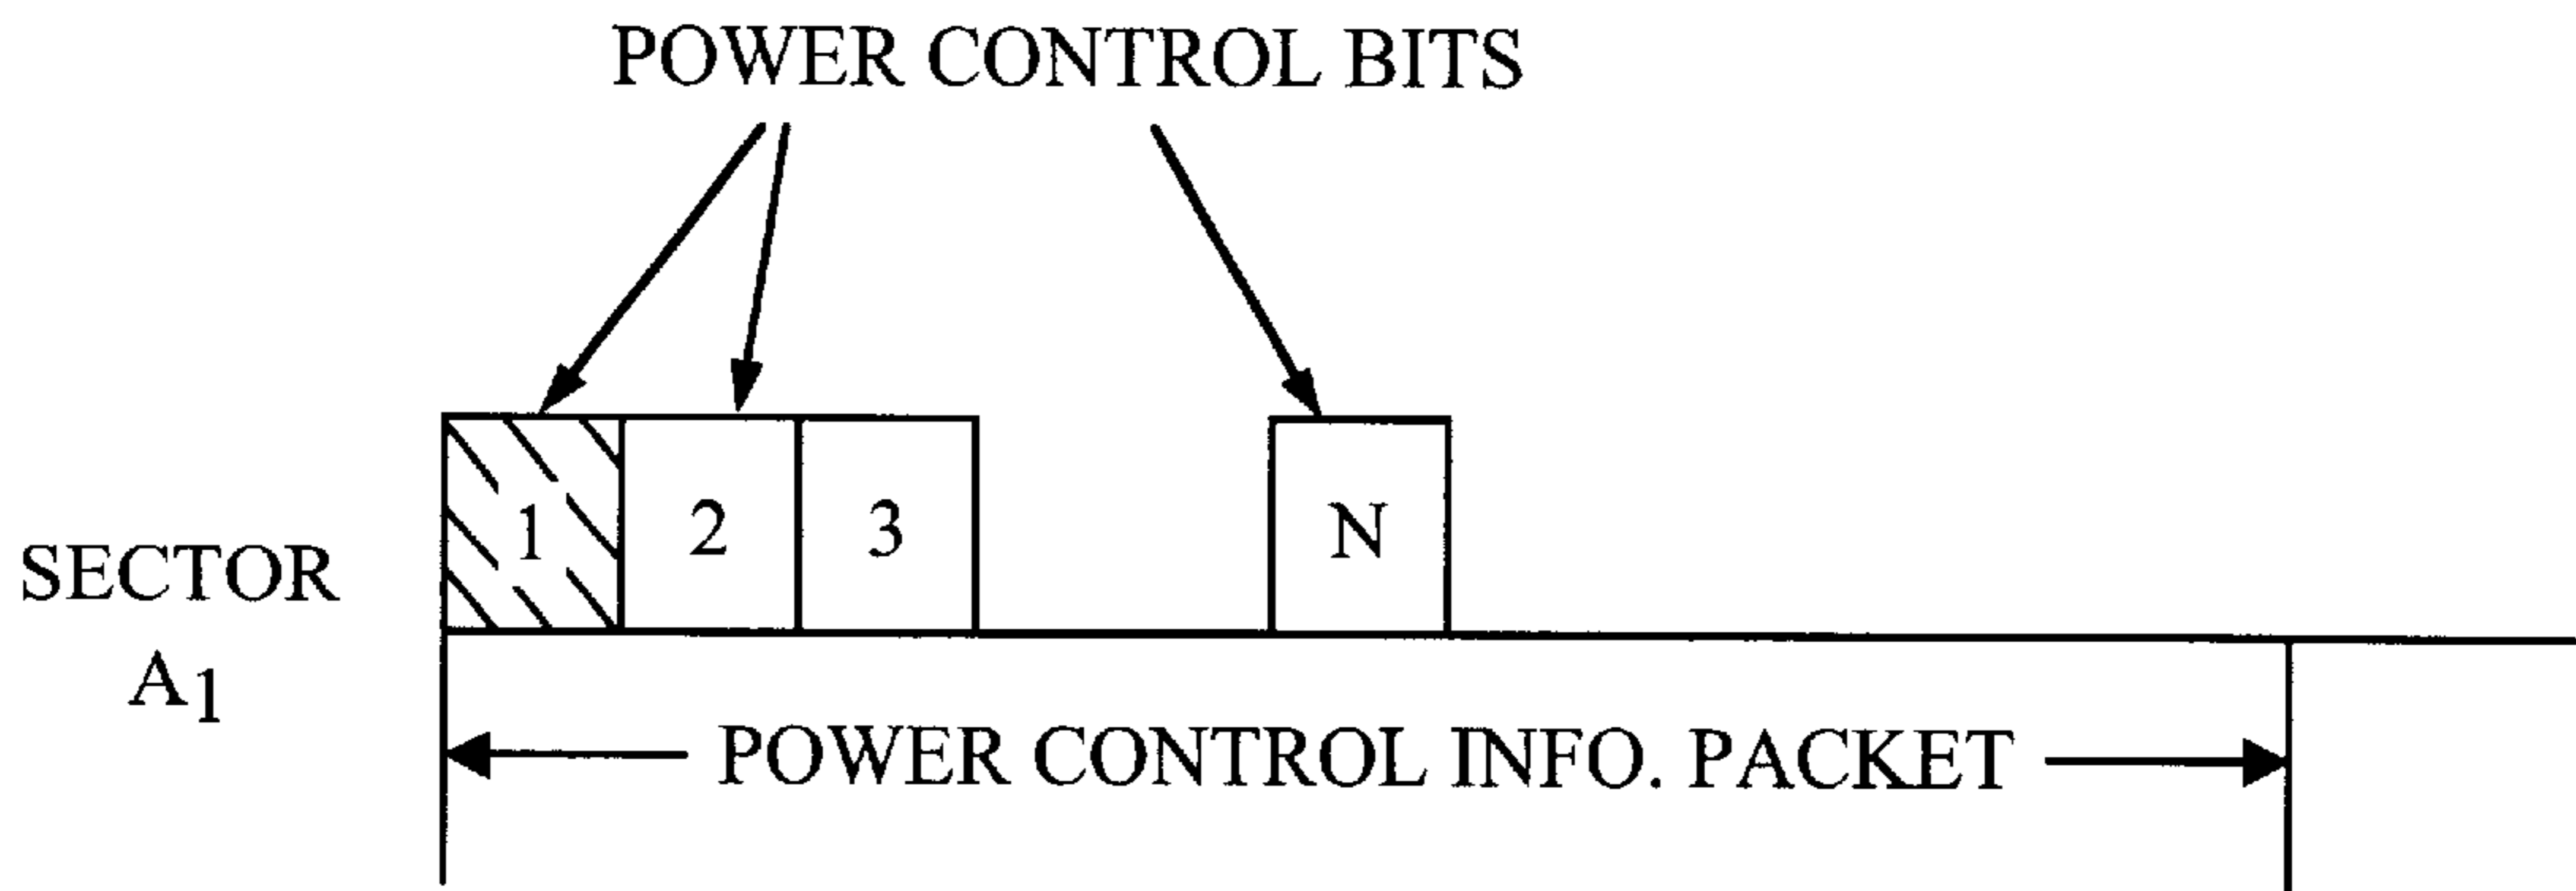 POWER CONTROL BITS
1 2 3 N
SECTOR
A1
POWER CONTROL INFO. PACKET